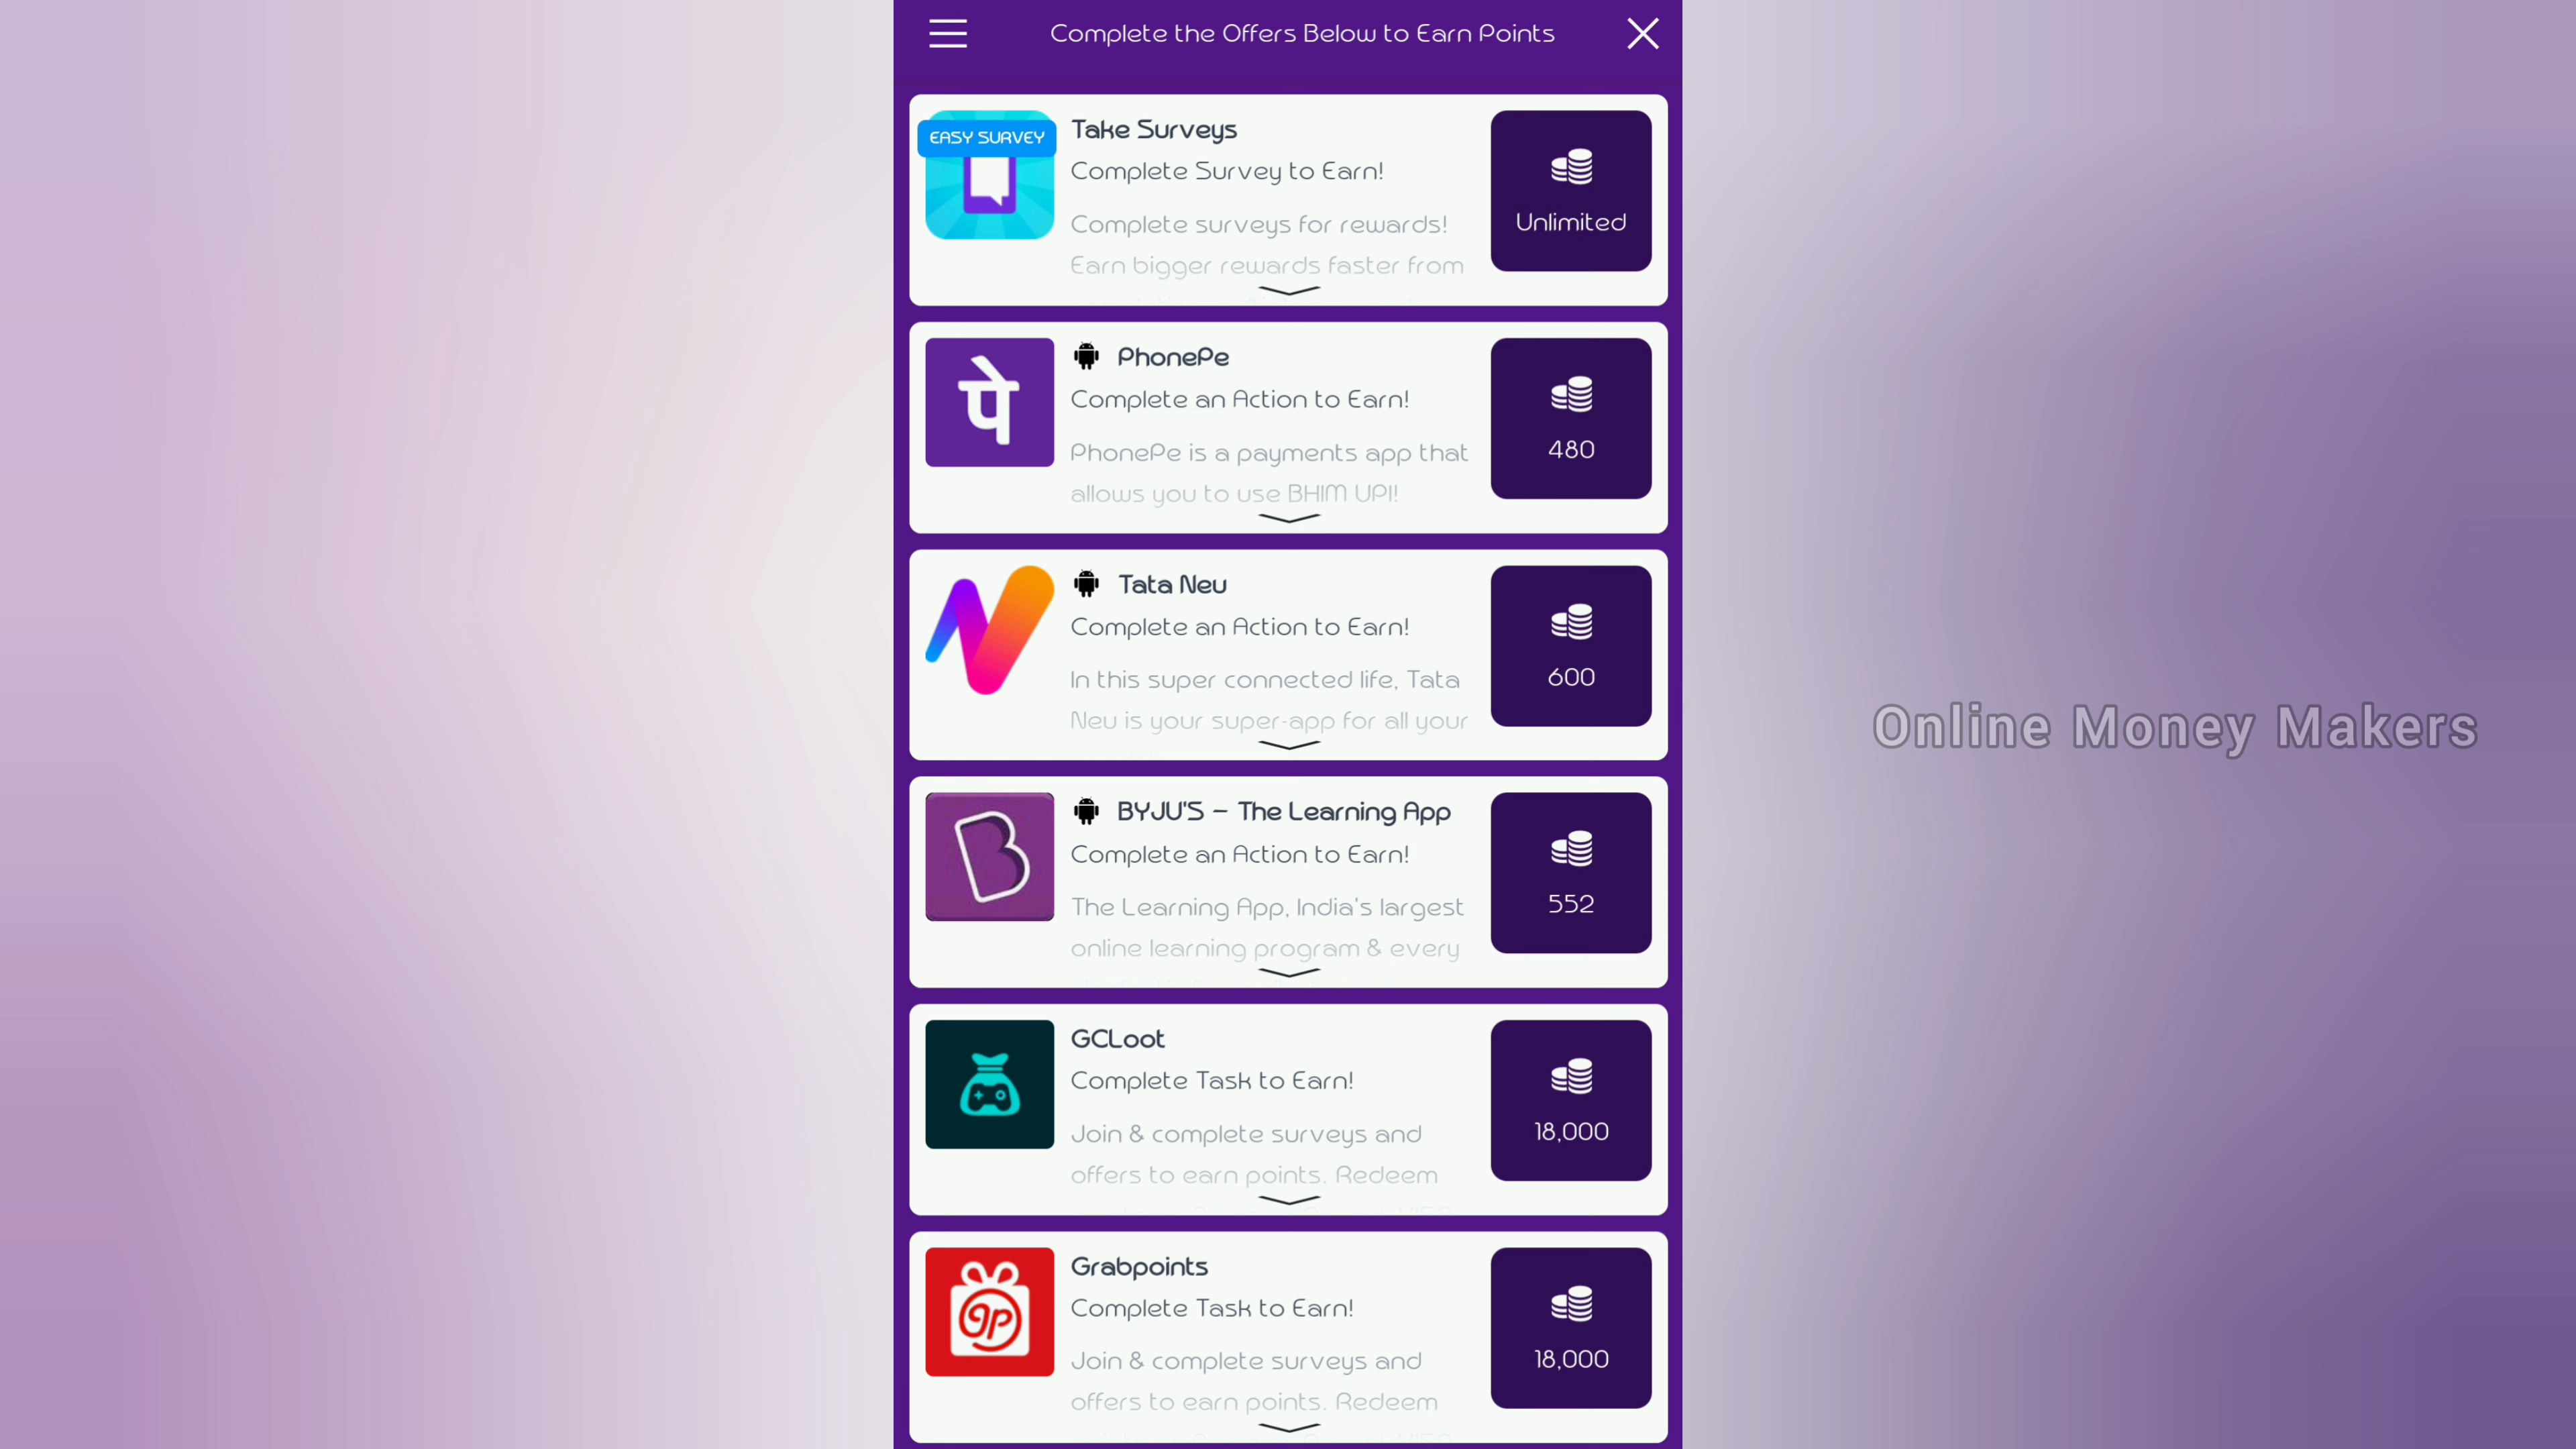 Complete the Offers Below to Earn Points
EASY SURVEY
Take Surveys
Complete Survey to Earn!
Complete surveys for rewards!
Earn bigger rewards faster from
Unlimited
पे
PhonePe
Complete an Action to Earn!
PhonePe is a payments app that
allows you to use BHIM UPI!
480
Tata Neu
Complete an Action to Earn!
In this super connected life, Tata
Neu is your super-app for all your
600
B
BYJU'S – The Learning App
Complete an Action to Earn!
The Learning App, India's largest
online learning program & every
552
GCLoot
Complete Task to Earn!
Join & complete surveys and
offers to earn points. Redeem
18,000
gp
Grabpoints
Complete Task to Earn!
Join & complete surveys and
offers to earn points. Redeem
18,000
Online Money Makers